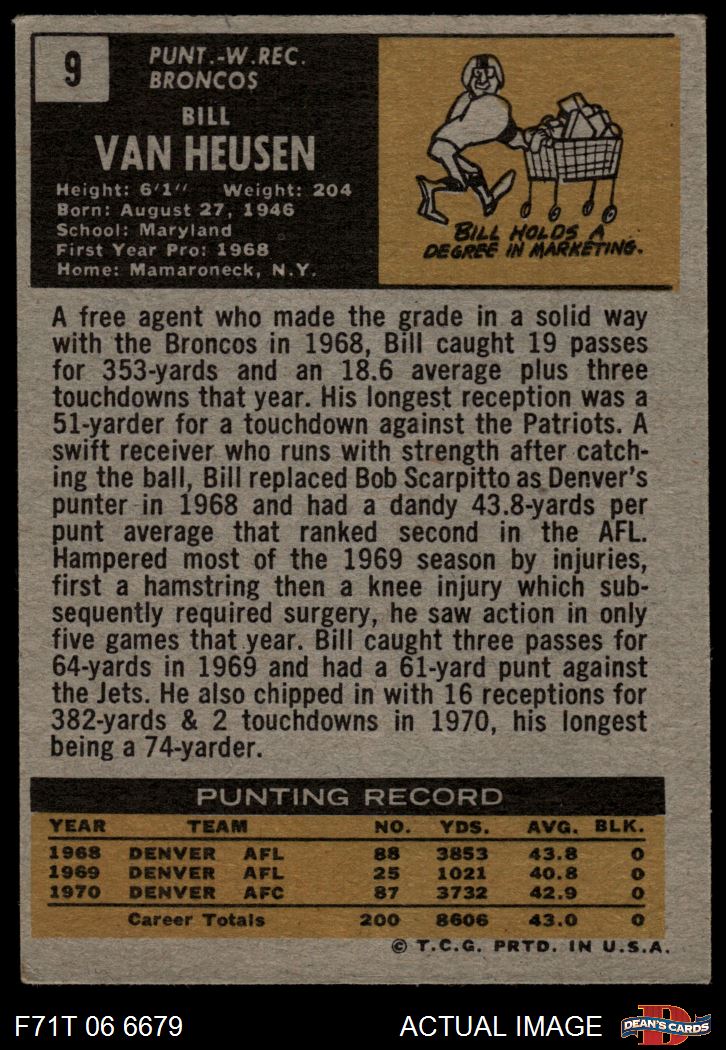 9
PUNT.-W.REC.
BRONCOS
BILL
VAN HEUSEN
Height: 6'1" Weight: 204
Born: August 27, 1946
School: Maryland
First Year Pro: 1968
Home: Mamaroneck, N.Y.
BILL HOLDS A
DEGREE IN MARKETING.
A free agent who made the grade in a solid way
with the Broncos in 1968, Bill caught 19 passes
for 353-yards and an 18.6 average plus three
touchdowns that year. His longest reception was a
51-yarder for a touchdown against the Patriots. A
swift receiver who runs with strength after catch-
ing the ball, Bill replaced Bob Scarpitto as Denver's
punter in 1968 and had a dandy 43.8-yards per
punt average that ranked second in the AFL.
Hampered most of the 1969 season by injuries,
first a hamstring then a knee injury which sub-
sequently required surgery, he saw action in only
five games that year. Bill caught three passes for
64-yards in 1969 and had a 61-yard punt against
the Jets. He also chipped in with 16 receptions for
382-yards & 2 touchdowns in 1970, his longest
being a 74-yarder.
PUNTING RECORD
YEAR TEAM NO. YDS. AVG. BLK.
1968 DENVER AFL 88 3853 43.8 0
1969 DENVER AFL 25 1021 40.8 0
1970 DENVER AFC 87 3732 42.9 0
Career Totals 200 8606 43.0 0
© T.C.G. PRTD. IN U.S.A.
F71T 06 6679 ACTUAL IMAGE D DEAN'S CARDS